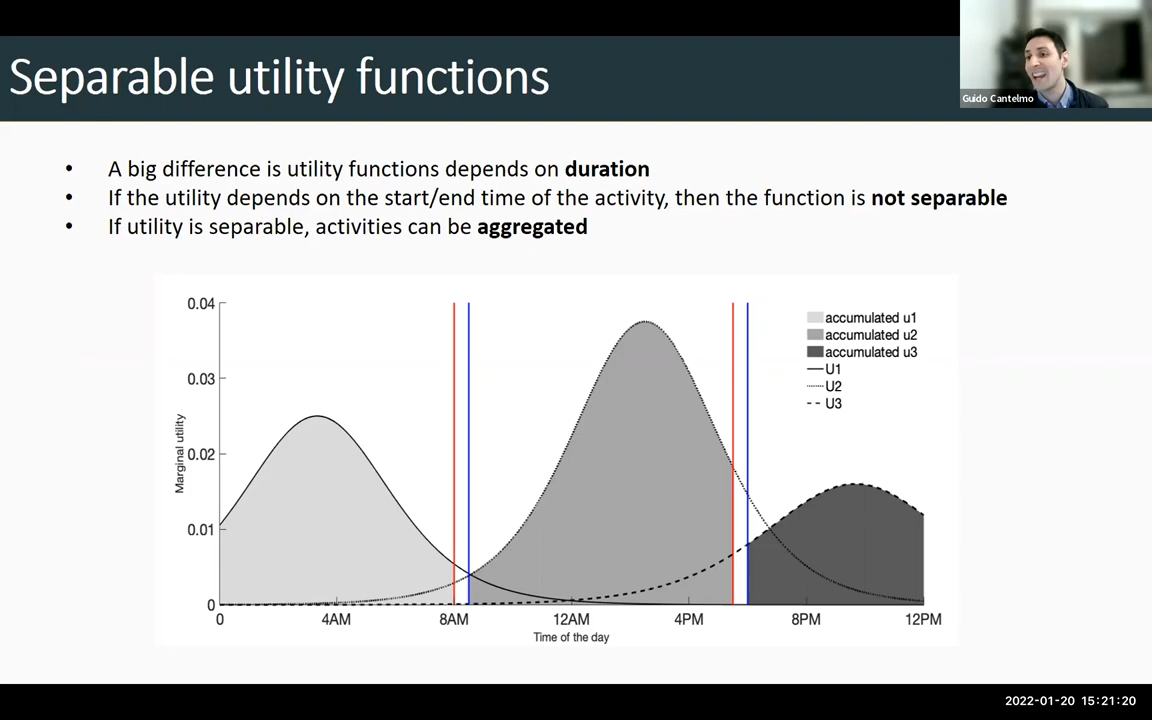 Separable utility functions
Guido Cantelmo
• A big difference is utility functions depends on duration
• If the utility depends on the start/end time of the activity, then the function is not separable
• If utility is separable, activities can be aggregated
0.04
0.03
0.02
0.01
0
Marginal utility
accumulated u1
accumulated u2
accumulated u3
U1
U2
U3
0 4AM 8AM 12AM 4PM 8PM 12PM
Time of the day
2022-01-20 15:21:20